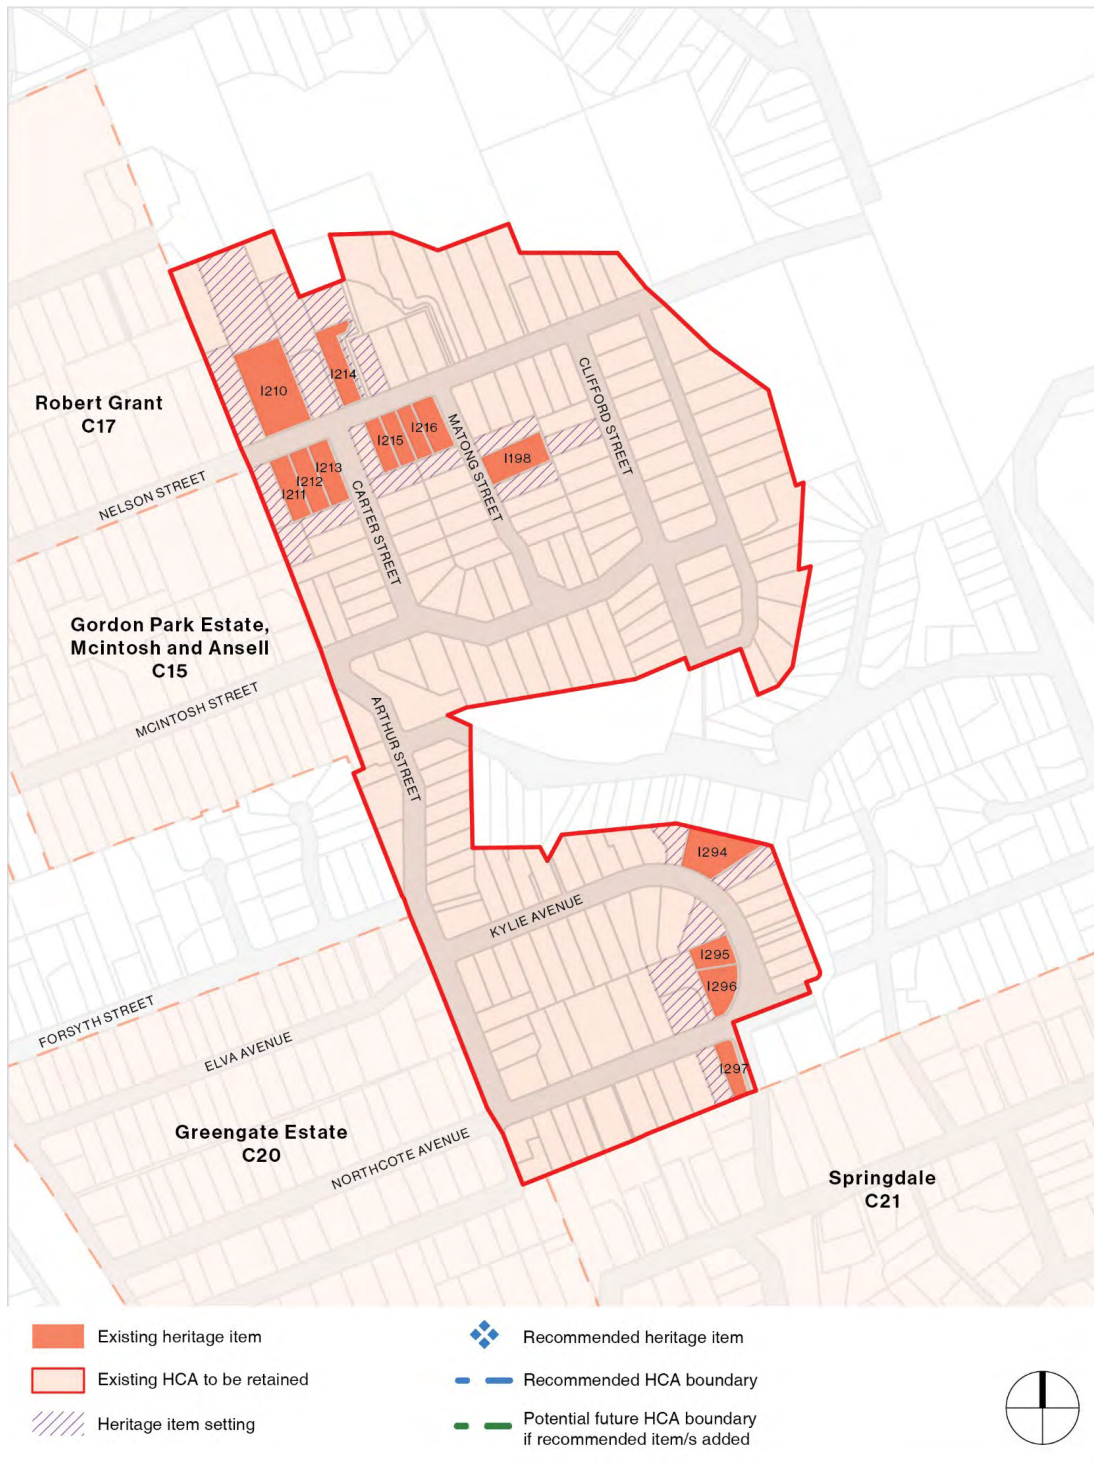 I210
I214
Robert Grant
C17
I215
I216
I198
I213
I212
I211
NELSON STREET
CARTER STREET
MATONG STREET
CLIFFORD STREET
Gordon Park Estate,
Mcintosh and Ansell
C15
MCINTOSH STREET
ARTHUR STREET
I294
KYLIE AVENUE
I295
I296
FORSYTH STREET
ELVA AVENUE
I297
Greengate Estate
C20
NORTHCOTE AVENUE
Springdale
C21
Existing heritage item
Existing HCA to be retained
Heritage item setting
Recommended heritage item
Recommended HCA boundary
Potential future HCA boundary
if recommended item/s added